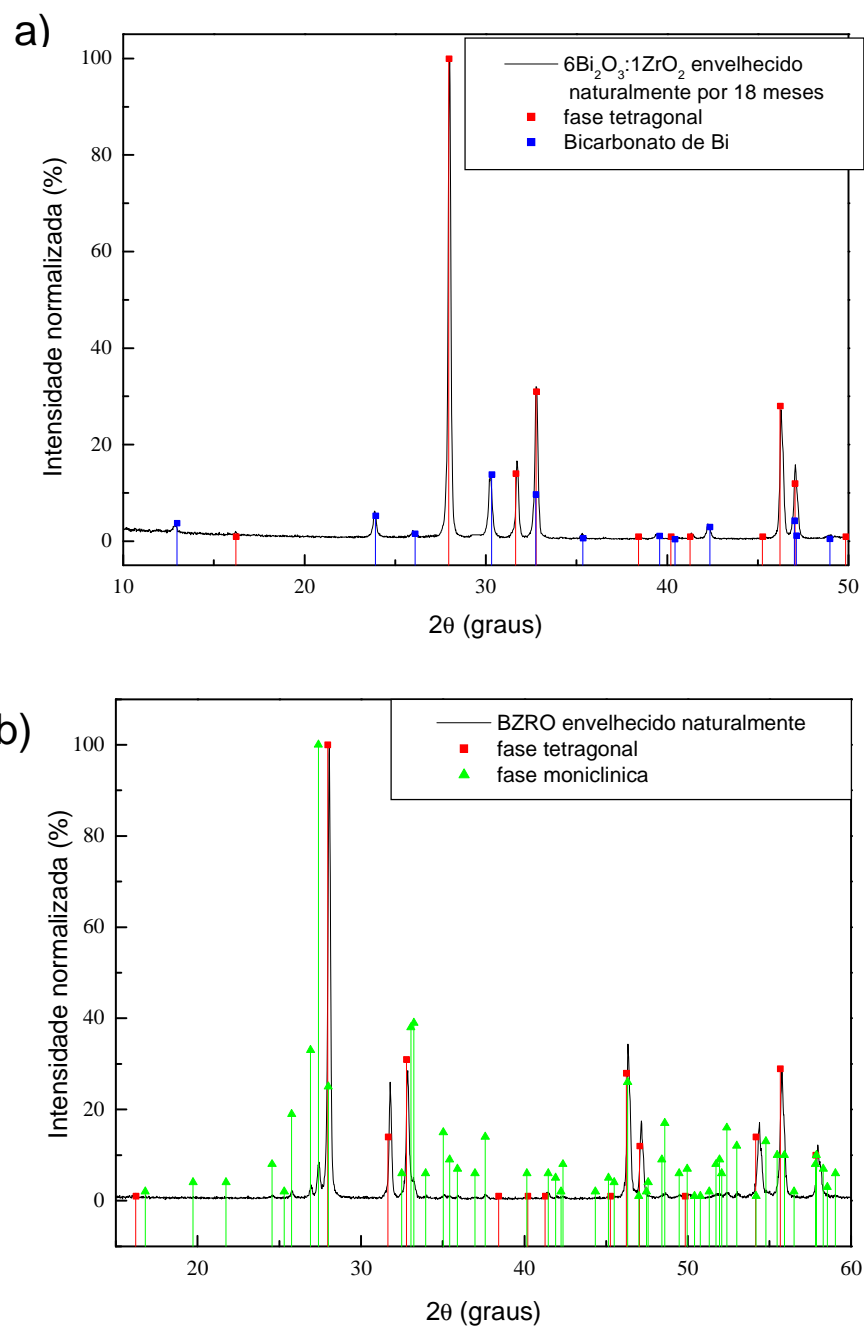 a)
6Bi₂O₃:1ZrO₂ envelhecido
naturalmente por 18 meses
fase tetragonal
Bicarbonato de Bi
Intensidade normalizada (%)
100
80
60
40
20
0
10 20 30 40 50
2θ (graus)
b)
BZRO envelhecido naturalmente
fase tetragonal
fase moniclinica
Intensidade normalizada (%)
100
80
60
40
20
0
20 30 40 50 60
2θ (graus)